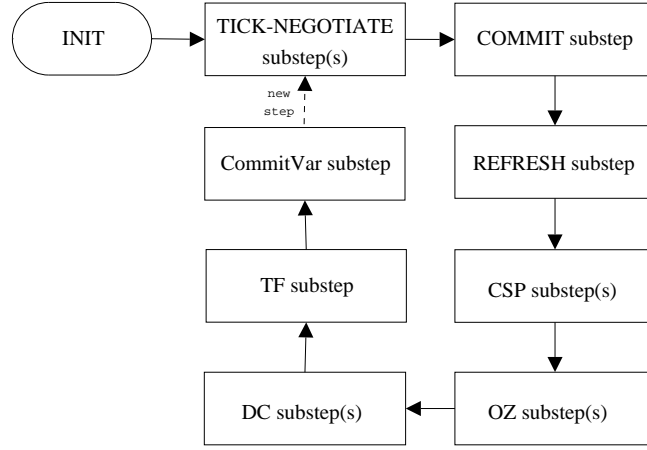 INIT
TICK-NEGOTIATE
substep(s)
COMMIT substep
new
step
CommitVar substep
REFRESH substep
TF substep
CSP substep(s)
DC substep(s)
OZ substep(s)